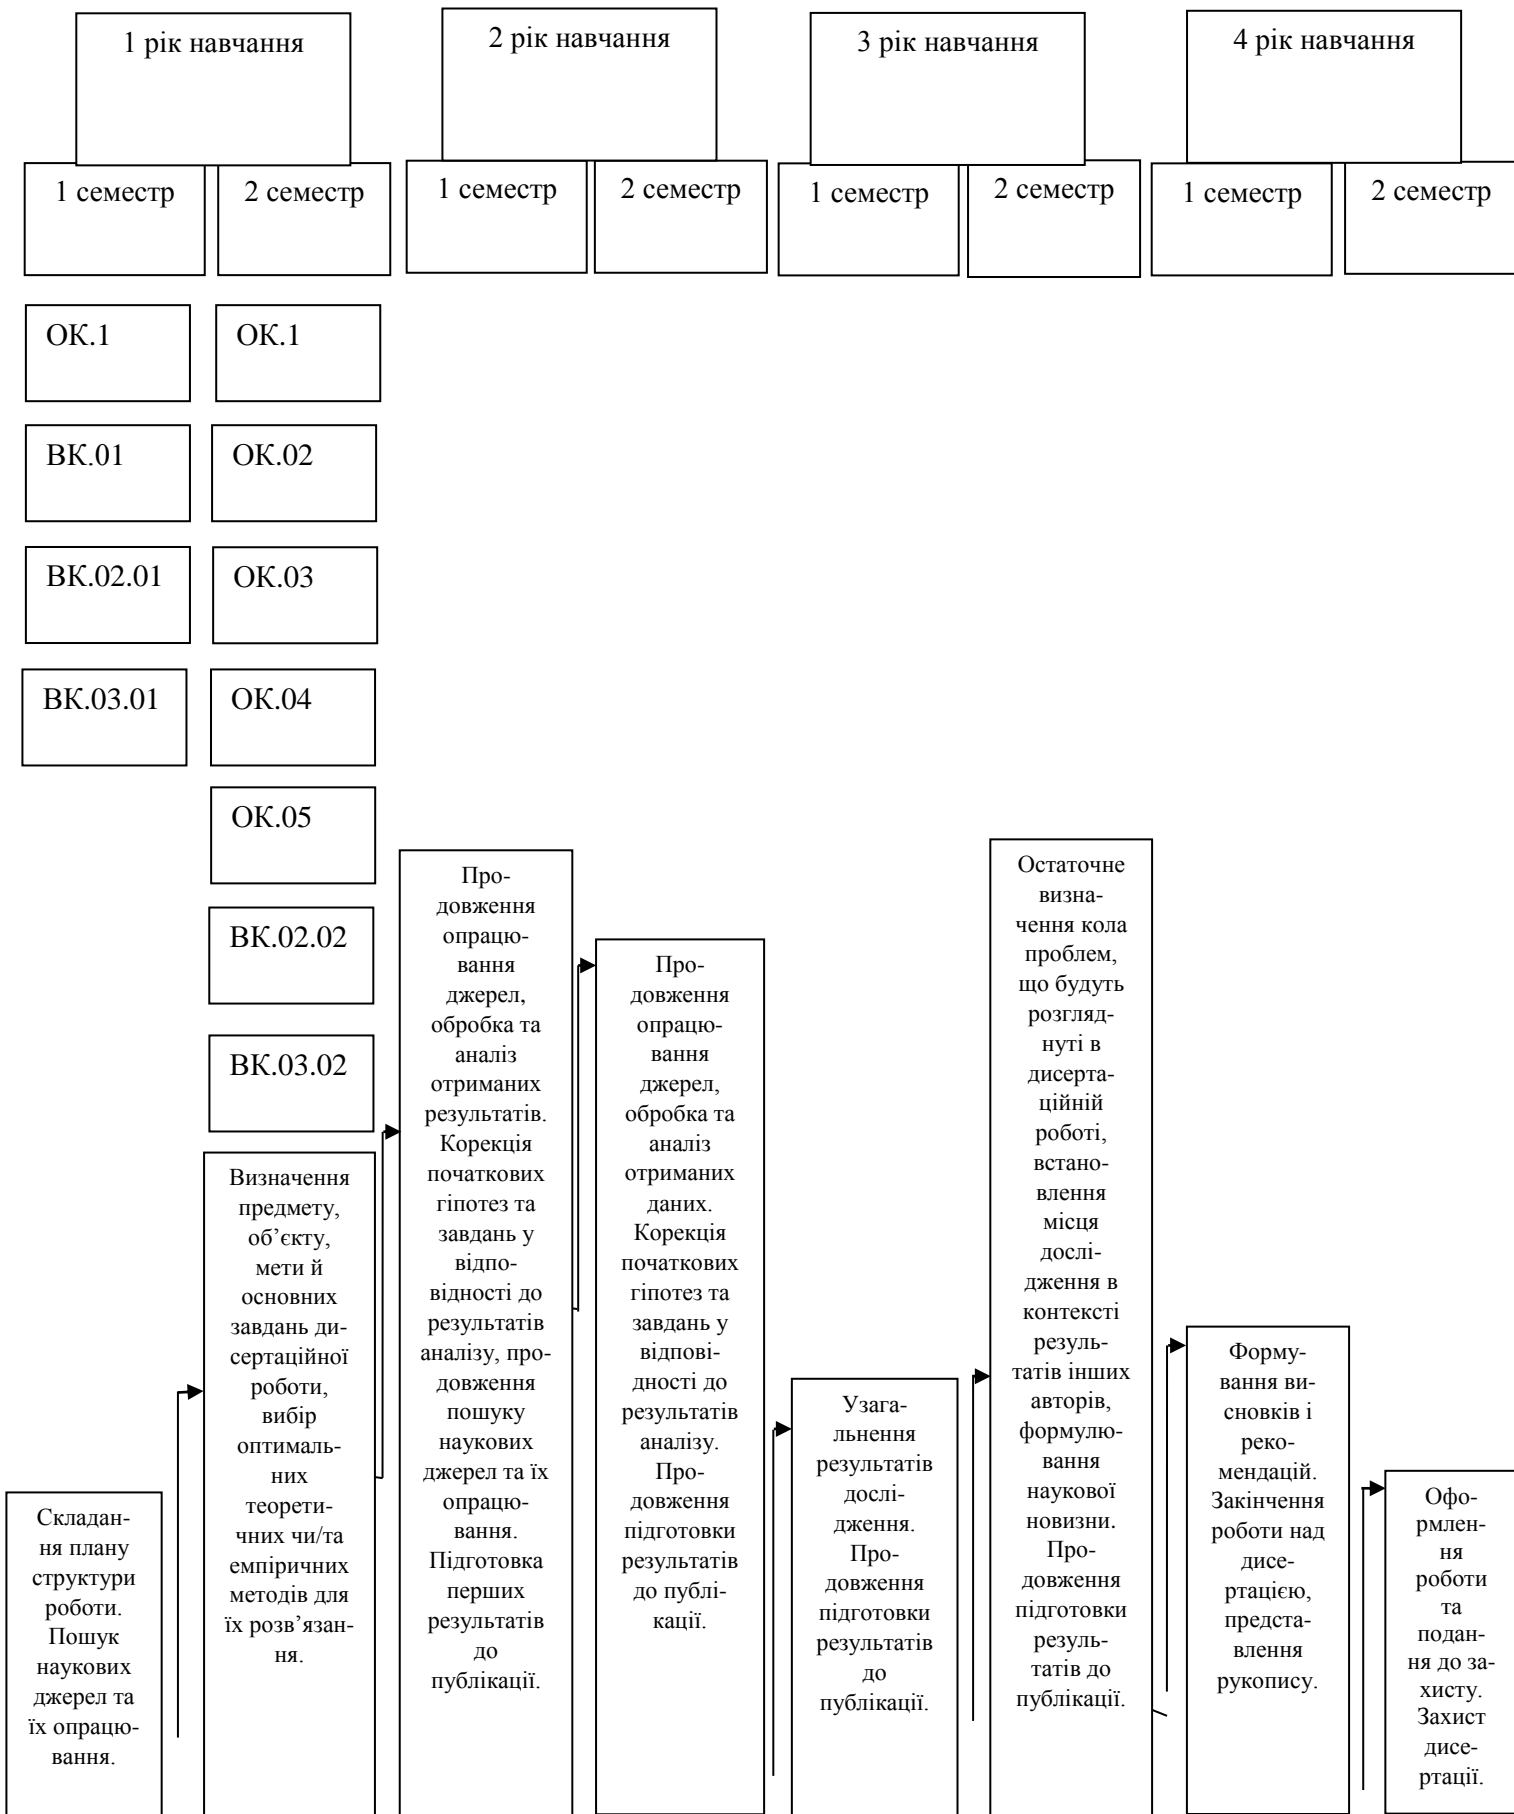 1 рік навчання
2 рік навчання
3 рік навчання
4 рік навчання
1 семестр
2 семестр
1 семестр
2 семестр
1 семестр
2 семестр
1 семестр
2 семестр
ОК.1
ОК.1
ВК.01
ОК.02
ВК.02.01
ОК.03
ВК.03.01
ОК.04
ОК.05
ВК.02.02
ВК.03.02
Складан-
ня плану
структури
роботи.
Пошук
наукових
джерел та
їх опрацю-
вання.
Визначення
предмету,
об’єкту,
мети й
основних
завдань ди-
сертаційної
роботи,
вибір
оптималь-
них
теорети-
чних чи/та
емпіричних
методів для
їх розв’язан-
ня.
Про-
довження
опрацю-
вання
джерел,
обробка та
аналіз
отриманих
результатів.
Корекція
початкових
гіпотез та
завдань у
відпо-
відності до
результатів
аналізу, про-
довження
пошуку
наукових
джерел та їх
опрацю-
вання.
Підготовка
перших
результатів
до
публікації.
Про-
довження
опрацю-
вання
джерел,
обробка та
аналіз
отриманих
даних.
Корекція
початкових
гіпотез та
завдань у
відпові-
дності до
результатів
аналізу.
Про-
довження
підготовки
результатів
до публі-
кації.
Узага-
льнення
результатів
дослі-
дження.
Про-
довження
підготовки
результатів
до
публікації.
Остаточне
визна-
чення кола
проблем,
що будуть
розгляд-
нуті в
дисерта-
ційній
роботі,
встано-
влення
місця
дослі-
дження в
контексті
резуль-
татів інших
авторів,
формулю-
вання
наукової
новизни.
Про-
довження
підготовки
резуль-
татів до
публікації.
Форму-
вання ви-
сновків і
реко-
мендацій.
Закінчення
роботи над
дисе-
ртацією,
предста-
влення
рукопису.
Офо-
рмлен-
ня
роботи
та
подан-
ня до за-
хисту.
Захист
дисе-
ртації.